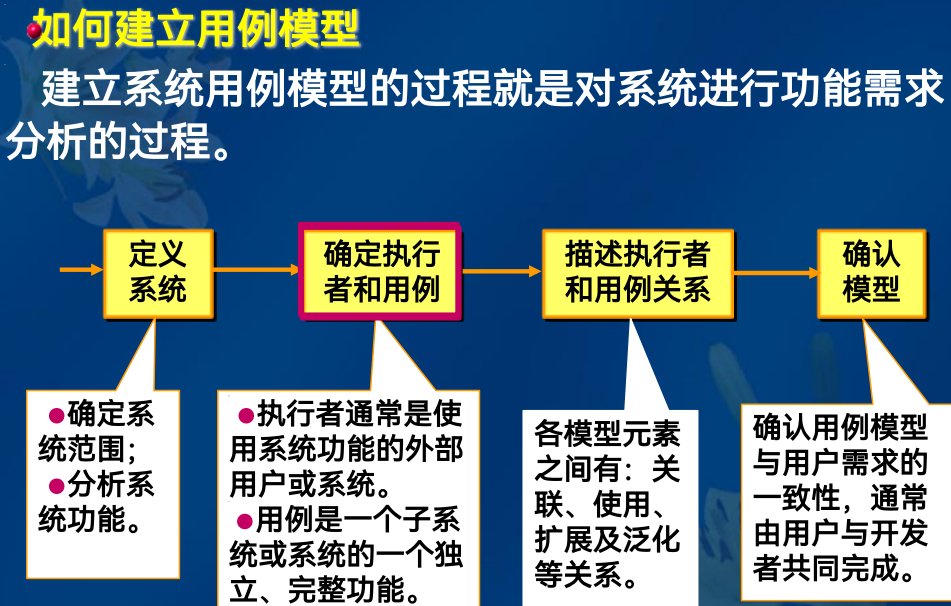 如何建立用例模型
建立系统用例模型的过程就是对系统进行功能需求
分析的过程。
定义
系统
确定执行
者和用例
描述执行者
和用例关系
确认
模型
●确定系
统范围；
●分析系
统功能。
●执行者通常是使
用系统功能的外部
用户或系统。
●用例是一个子系
统或系统的一个独
立、完整功能。
各模型元素
之间有：关
联、使用、
扩展及泛化
等关系。
确认用例模型
与用户需求的
一致性，通常
由用户与开发
者共同完成。